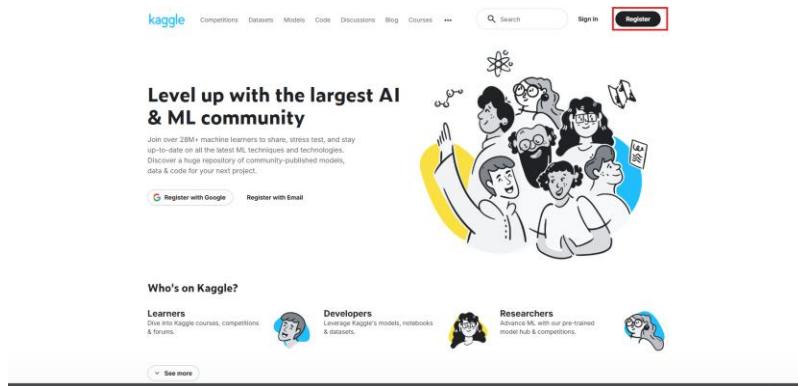 kaggle
Competitions Datasets Models Code Discussions Blog Courses ••• Search Sign In Register
Level up with the largest AI
& ML community
Join over 28M+ machine learners to share, stress test, and stay
up-to-date on all the latest ML techniques and technologies.
Discover a huge repository of community-published models,
data & code for your next project.
Register with Google Register with Email
Who's on Kaggle?
Learners
Dive into Kaggle courses, competitions
& forums.
Developers
Leverage Kaggle's models, notebooks
& datasets.
Researchers
Advance ML with our pre-trained
model hub & competitions.
See more